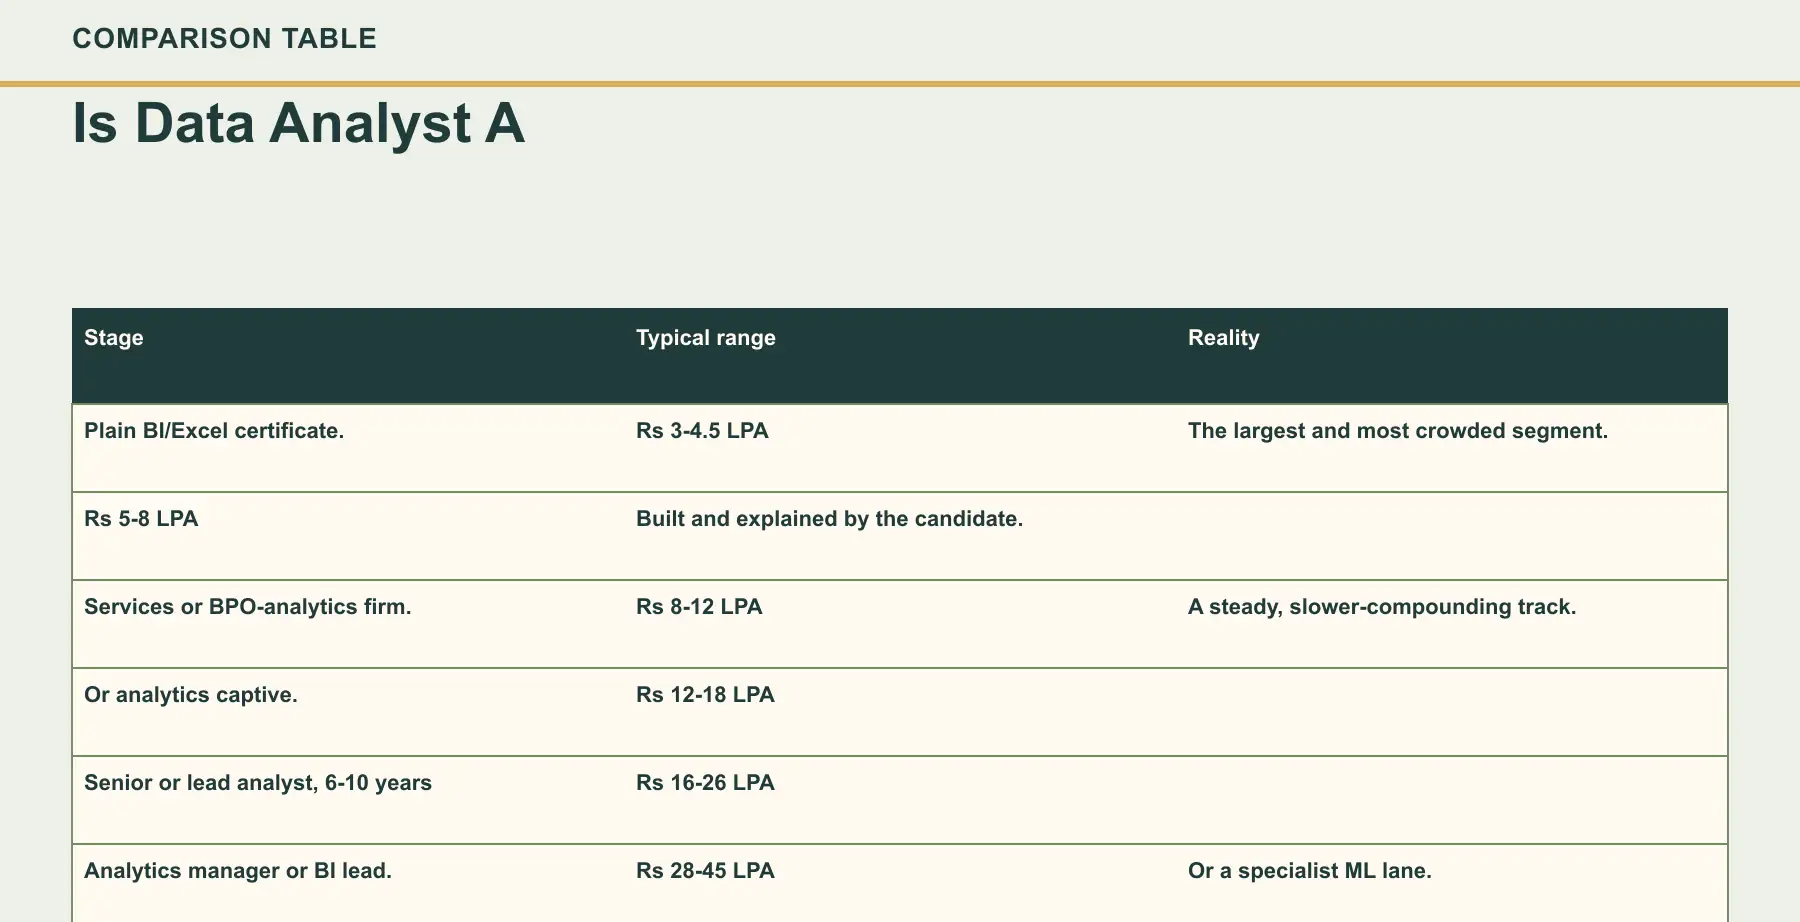 COMPARISON TABLE
Is Data Analyst A
Stage Typical range Reality
Plain BI/Excel certificate. Rs 3-4.5 LPA The largest and most crowded segment.
Rs 5-8 LPA Built and explained by the candidate.
Services or BPO-analytics firm. Rs 8-12 LPA A steady, slower-compounding track.
Or analytics captive. Rs 12-18 LPA
Senior or lead analyst, 6-10 years Rs 16-26 LPA
Analytics manager or BI lead. Rs 28-45 LPA Or a specialist ML lane.